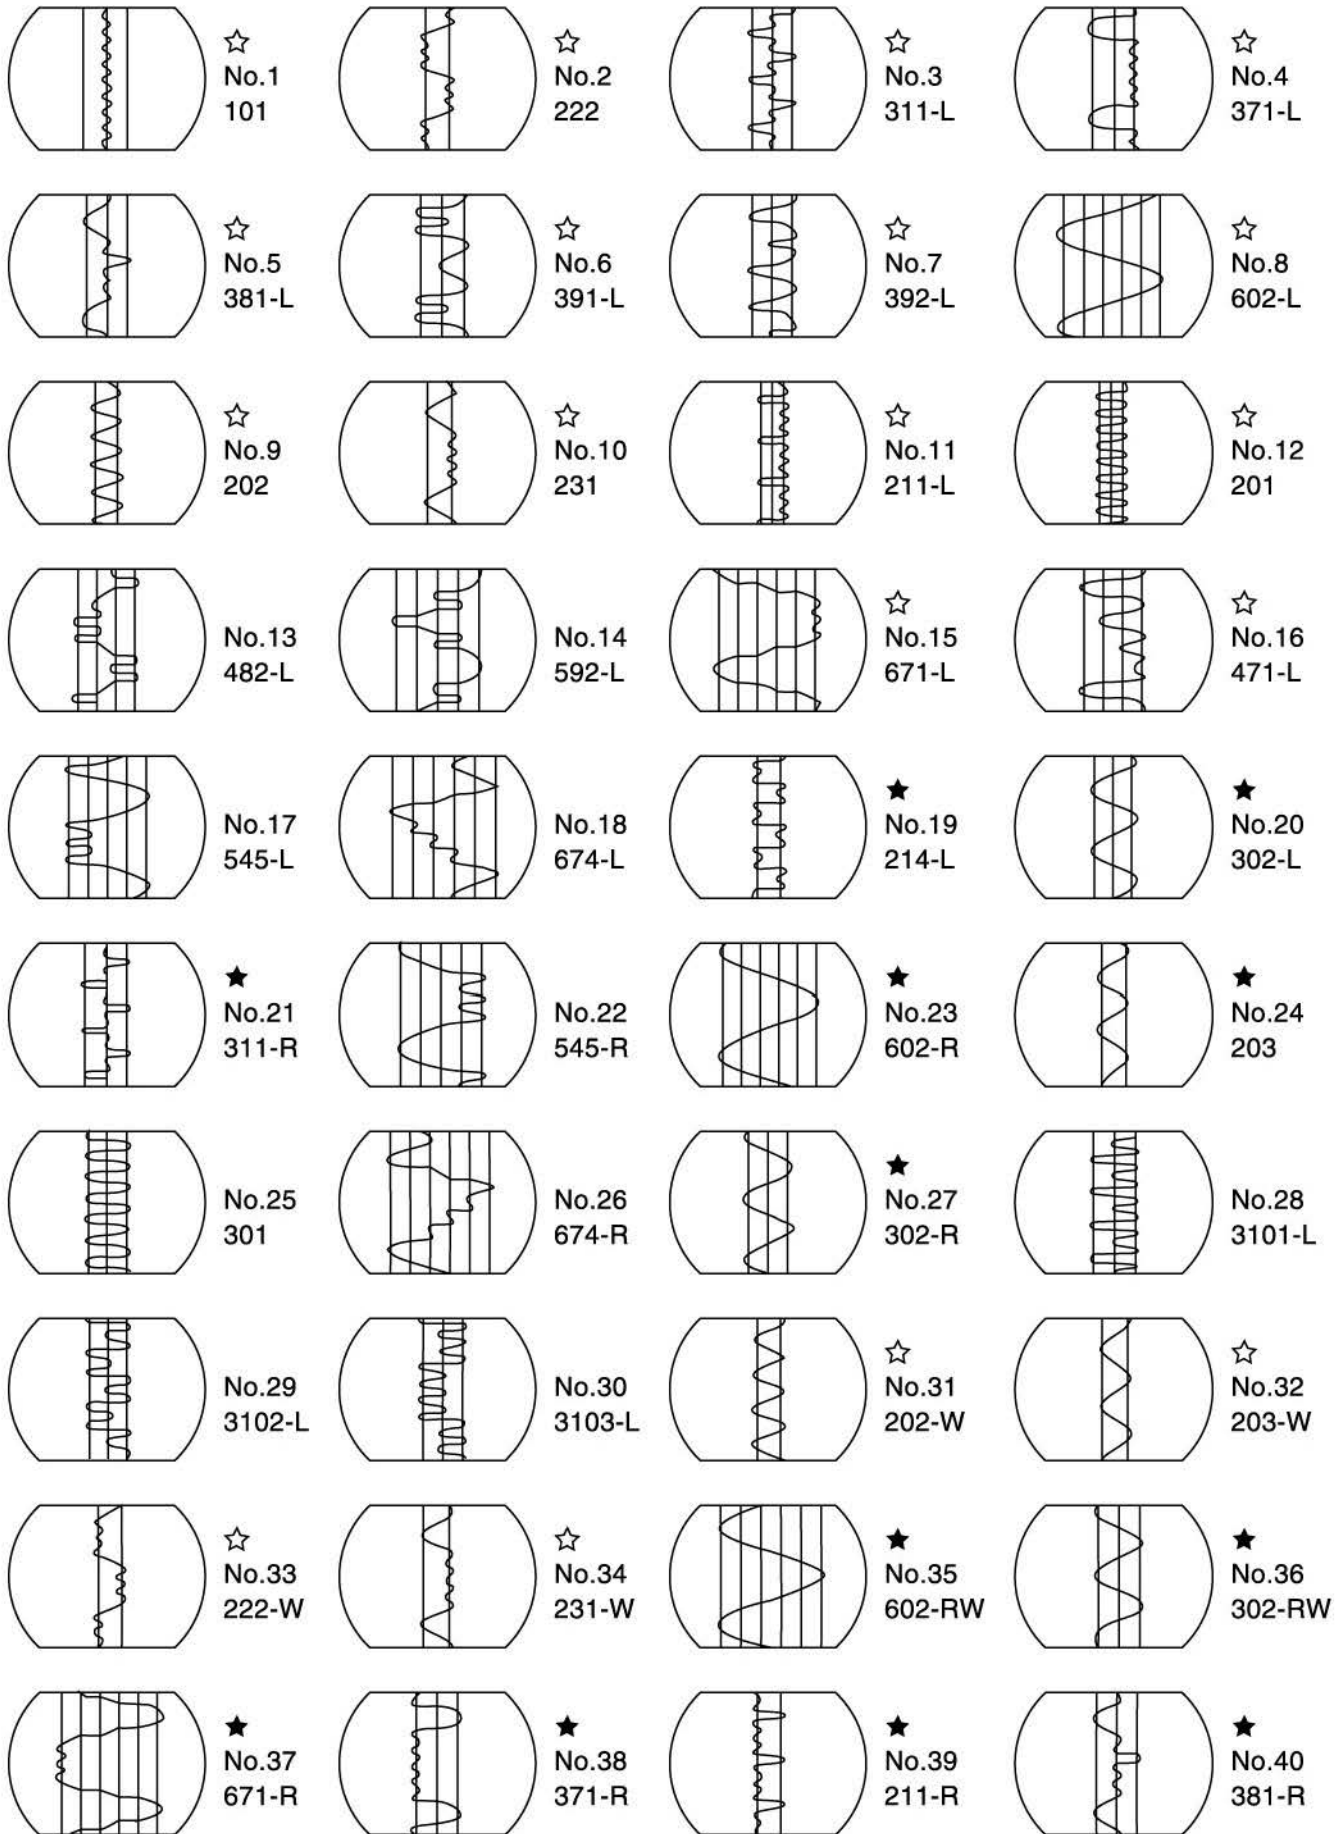 ☆
No.1
101
☆
No.2
222
☆
No.3
311-L
☆
No.4
371-L
☆
No.5
381-L
☆
No.6
391-L
☆
No.7
392-L
☆
No.8
602-L
☆
No.9
202
☆
No.10
231
☆
No.11
211-L
☆
No.12
201
No.13
482-L
No.14
592-L
☆
No.15
671-L
☆
No.16
471-L
No.17
545-L
No.18
674-L
★
No.19
214-L
★
No.20
302-L
★
No.21
311-R
No.22
545-R
★
No.23
602-R
★
No.24
203
No.25
301
No.26
674-R
★
No.27
302-R
No.28
3101-L
No.29
3102-L
No.30
3103-L
☆
No.31
202-W
☆
No.32
203-W
☆
No.33
222-W
☆
No.34
231-W
★
No.35
602-RW
★
No.36
302-RW
★
No.37
671-R
★
No.38
371-R
★
No.39
211-R
★
No.40
381-R